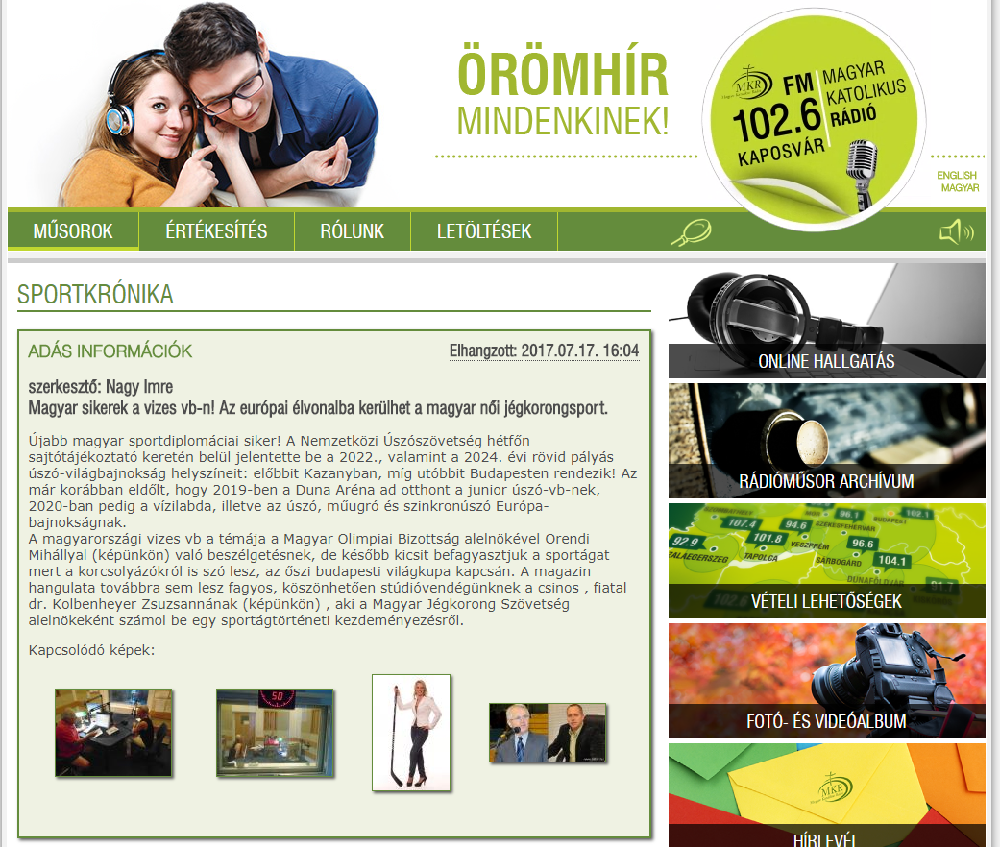 ÖRÖMHÍR
MINDENKINEK!
MKR
FM
102.6
KAPOSVÁR
MAGYAR
KATOLIKUS
RÁDIÓ
ENGLISH
MAGYAR
MŰSOROK
ÉRTÉKESÍTÉS
RÓLUNK
LETÖLTÉSEK
SPORTKRÓNIKA
ADÁS INFORMÁCIÓK
Elhangzott: 2017.07.17. 16:04
szerkesztő: Nagy Imre
Magyar sikerek a vizes vb-n! Az európai élvonalba kerülhet a magyar női jégkorongsport.
Újabb magyar sportdiplomáciai siker! A Nemzetközi Úszószövetség hétfőn
sajtótájékoztató keretén belül jelentette be a 2022., valamint a 2024. évi rövid pályás
úszó-világbajnokság helyszíneit: előbbit Kazanyban, míg utóbbit Budapesten rendezik! Az
már korábban eldőlt, hogy 2019-ben a Duna Aréna ad otthont a junior úszó-vb-nek,
2020-ban pedig a vízilabda, illetve az úszó, műugró és szinkronúszó Európa-
bajnokságnak.
A magyarországi vizes vb a témája a Magyar Olimpiai Bizottság alelnökével Orendi
Mihállyal (képünkön) való beszélgetésnek, de később kicsit befagyasztjuk a sportágat
mert a korcsolyázókról is szó lesz, az őszi budapesti világkupa kapcsán. A magazin
hangulata továbbra sem lesz fagyos, köszönhetően stúdióvendégünknek a csinos , fiatal
dr. Kolbenheyer Zsuzsannának (képünkön) , aki a Magyar Jégkorong Szövetség
alelnökeként számol be egy sportágtörténeti kezdeményezésről.
Kapcsolódó képek:
50
ONLINE HALLGATÁS
RÁDIÓMŰSOR ARCHÍVUM
SZOMBATHELY
MOR
96.1
BUDAPEST
102.1
107.4
94.6
SZÉKESFEHÉRVÁR
92.9
101.8
VESZPRÉM
96.6
ZALAEGERSZEG
TAPOLCA
SÁRBOGÁRD
104.1
DUNAFÖLDVÁR
91.7
VÉTELI LEHETŐSÉGEK
FOTÓ- ÉS VIDEÓALBUM
MKR
HÍRLEVÉL